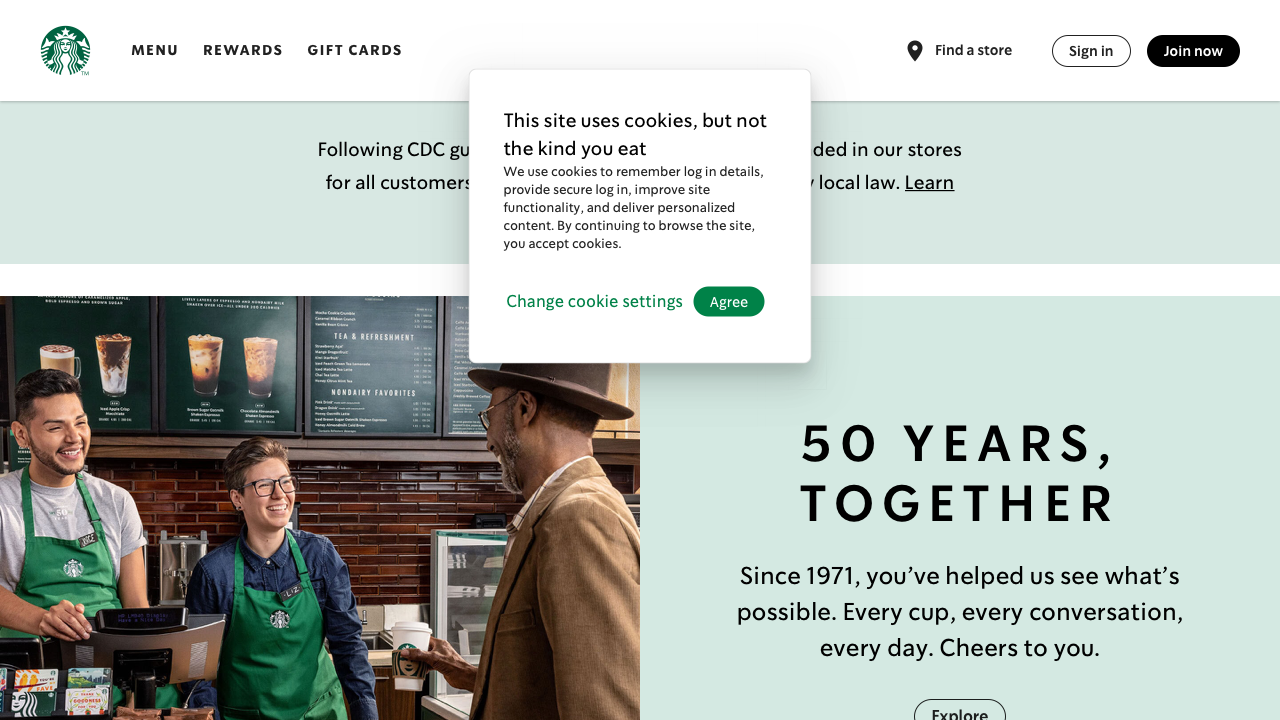 MENU REWARDS GIFT CARDS Find a store Sign in Join now
This site uses cookies, but not
the kind you eat
We use cookies to remember log in details,
provide secure log in, improve site
functionality, and deliver personalized
content. By continuing to browse the site,
you accept cookies.
Change cookie settings Agree
Following CDC
in our stores
for all customers
local law. Learn
TEA & REFRESHMENT
NONDAIRY FAVORITES
JUICE
LIZ
50 YEARS,
TOGETHER
Since 1971, you’ve helped us see what’s
possible. Every cup, every conversation,
every day. Cheers to you.
Explore